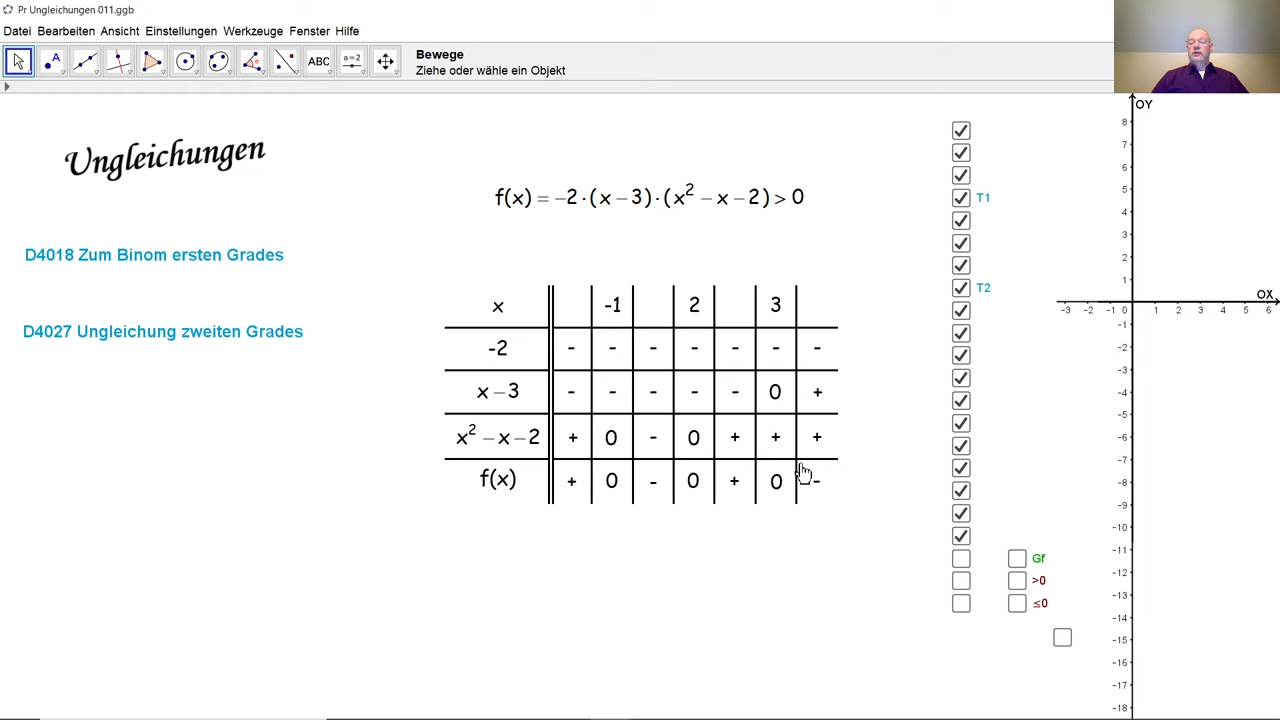 Pr Ungleichungen 011.ggb
Datei Bearbeiten Ansicht Einstellungen Werkzeuge Fenster Hilfe
A
ABC
a=2
Bewege
Ziehe oder wähle ein Objekt
Ungleichungen
f(x) = -2·(x-3)·(x² -x-2) > 0
D4018 Zum Binom ersten Grades
D4027 Ungleichung zweiten Grades
x -1 2 3
-2 - - - - - - -
x-3 - - - - - 0 +
x² -x-2 + 0 - 0 + + +
f(x) + 0 - 0 + 0 -
T1
T2
Gf
>0
≤0
OY
8
7
6
5
4
3
2
1
OX
-3 -2 -1 0 1 2 3 4 5 6
-1
-2
-3
-4
-5
-6
-7
-8
-9
-10
-11
-12
-13
-14
-15
-16
-17
-18